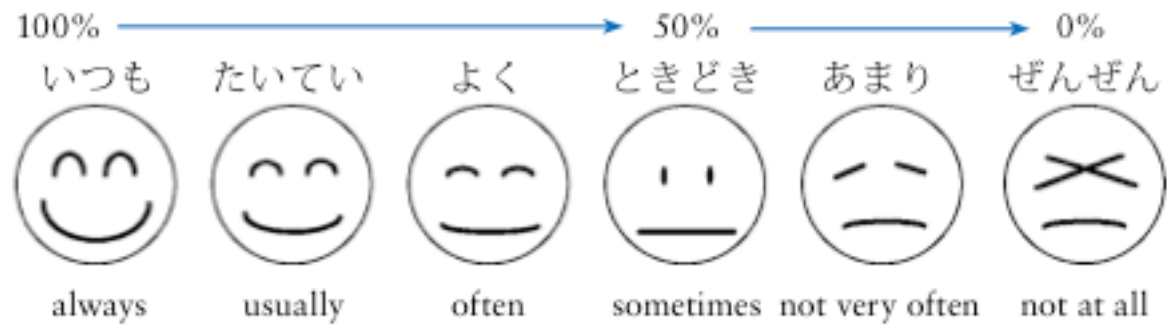 100% 50% 0%
いつも たいてい よく ときどき あまり ぜんぜん
always usually often sometimes not very often not at all